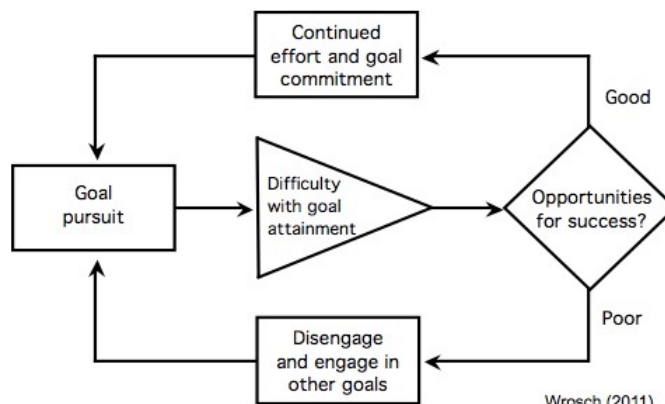 Continued
effort and goal
commitment
Good
Goal
pursuit
Difficulty
with goal
attainment
Opportunities
for success?
Poor
Disengage
and engage in
other goals
Wrosch (2011)